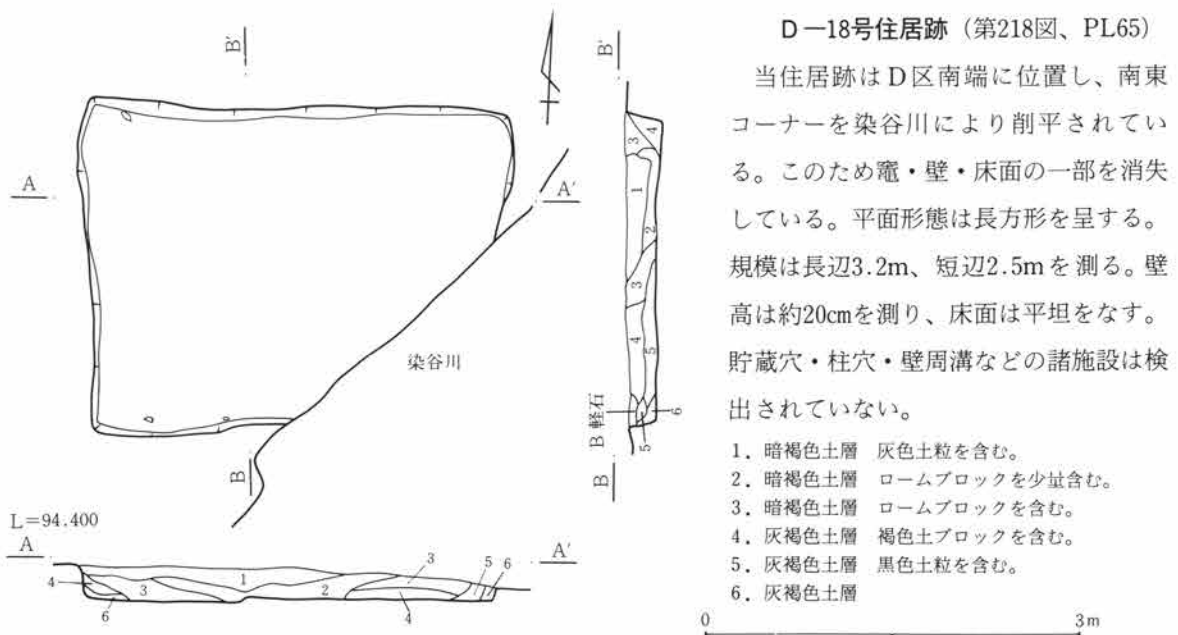 D—18号住居跡（第218図、PL65）
当住居跡はD区南端に位置し、南東
コーナーを染谷川により削平されてい
る。このため竈・壁・床面の一部を消失
している。平面形態は長方形を呈する。
規模は長辺3.2m、短辺2.5mを測る。壁
高は約20cmを測り、床面は平坦をなす。
貯蔵穴・柱穴・壁周溝などの諸施設は検
出されていない。
1．暗褐色土層　灰色土粒を含む。
2．暗褐色土層　ロームブロックを少量含む。
3．暗褐色土層　ロームブロックを含む。
4．灰褐色土層　褐色土ブロックを含む。
5．灰褐色土層　黒色土粒を含む。
6．灰褐色土層
0　3m
B′
A
A′
染谷川
B
B′
4
3
1
2
3
4
5
6
5
B軽石
B
L＝94.400
A
A′
4
3
6
1
2
3
4
5
6